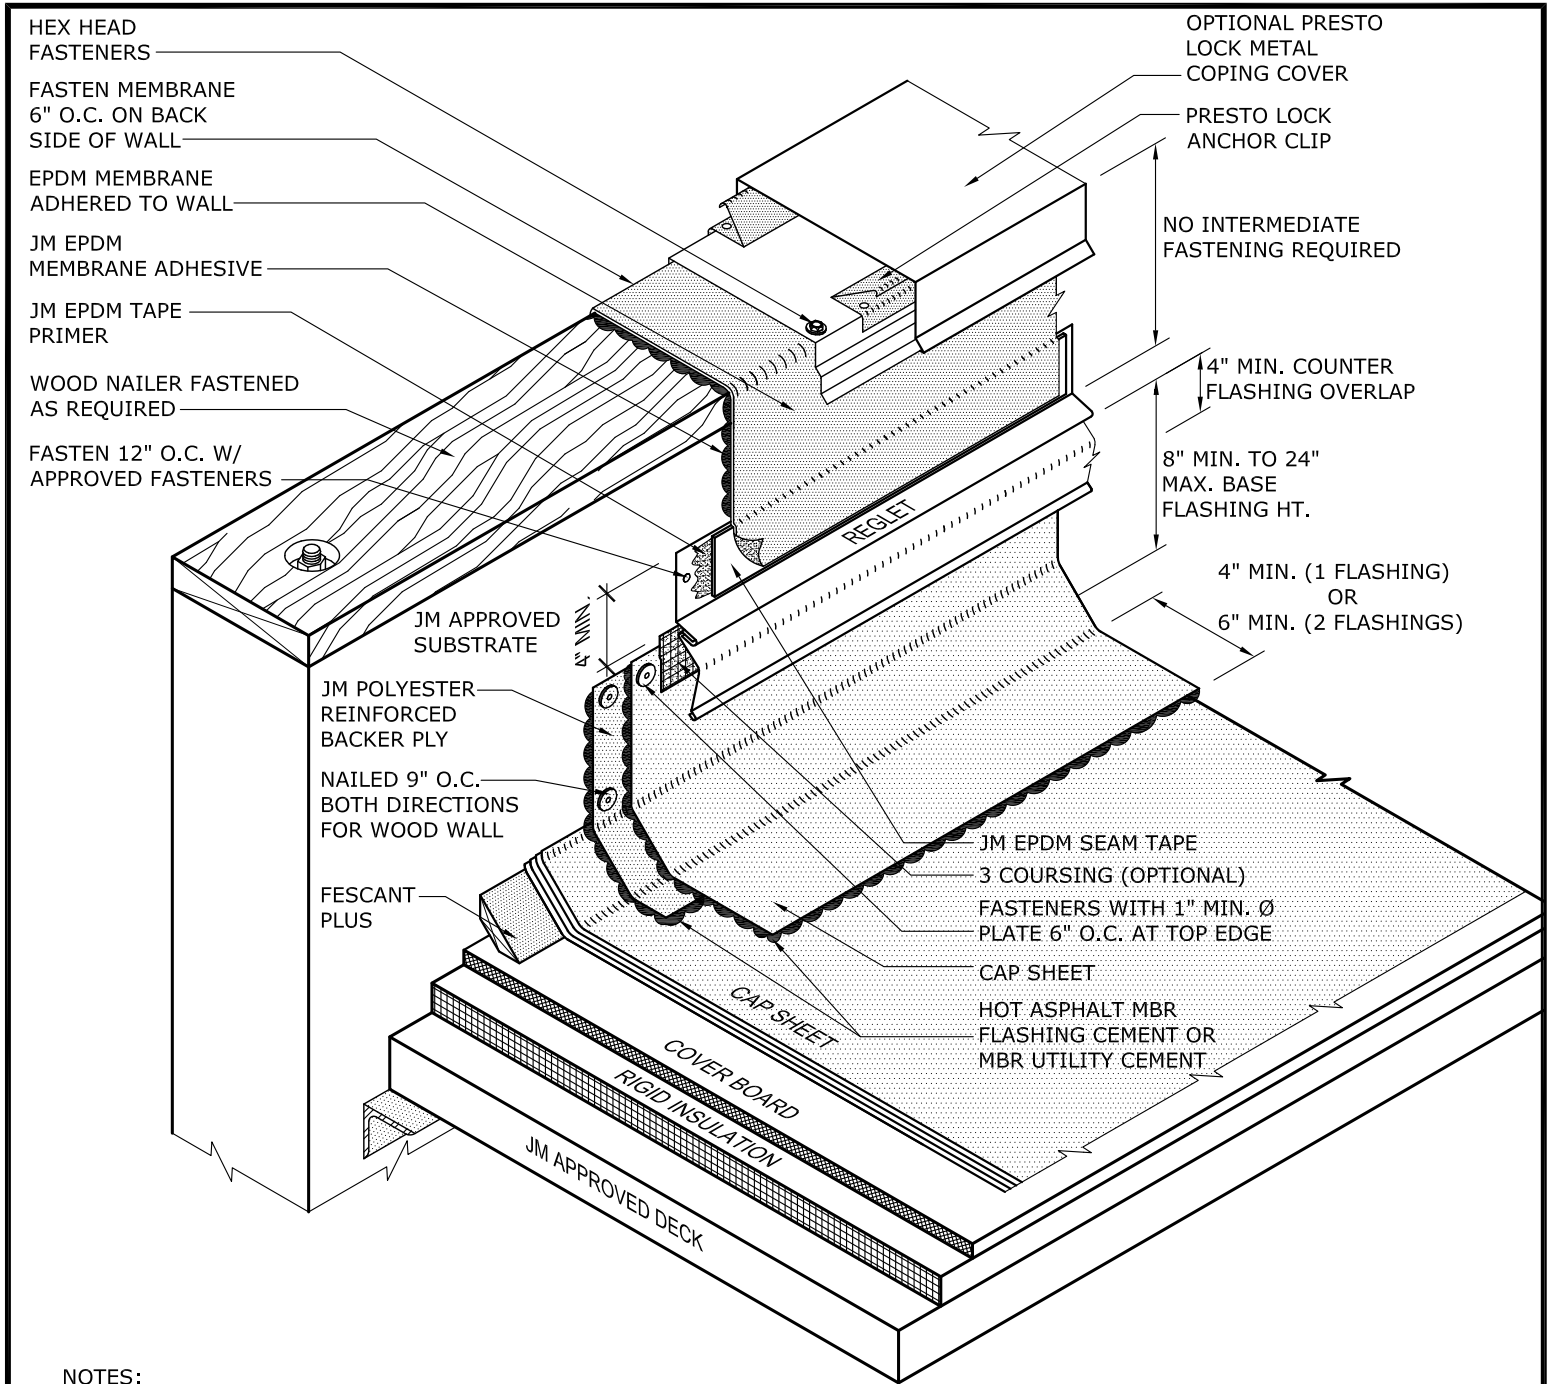 HEX HEAD
FASTENERS
FASTEN MEMBRANE
6" O.C. ON BACK
SIDE OF WALL
EPDM MEMBRANE
ADHERED TO WALL
JM EPDM
MEMBRANE ADHESIVE
JM EPDM TAPE
PRIMER
WOOD NAILER FASTENED
AS REQUIRED
FASTEN 12" O.C. W/
APPROVED FASTENERS
OPTIONAL PRESTO
LOCK METAL
COPING COVER
PRESTO LOCK
ANCHOR CLIP
NO INTERMEDIATE
FASTENING REQUIRED
4" MIN. COUNTER
FLASHING OVERLAP
8" MIN. TO 24"
MAX. BASE
FLASHING HT.
4" MIN. (1 FLASHING)
OR
6" MIN. (2 FLASHINGS)
REGLET
4" MIN.
JM APPROVED
SUBSTRATE
JM POLYESTER
REINFORCED
BACKER PLY
NAILED 9" O.C.
BOTH DIRECTIONS
FOR WOOD WALL
FESCANT
PLUS
JM EPDM SEAM TAPE
3 COURSING (OPTIONAL)
FASTENERS WITH 1" MIN. Ø
PLATE 6" O.C. AT TOP EDGE
CAP SHEET
HOT ASPHALT MBR
FLASHING CEMENT OR
MBR UTILITY CEMENT
CAP SHEET
COVER BOARD
RIGID INSULATION
JM APPROVED DECK
NOTES: